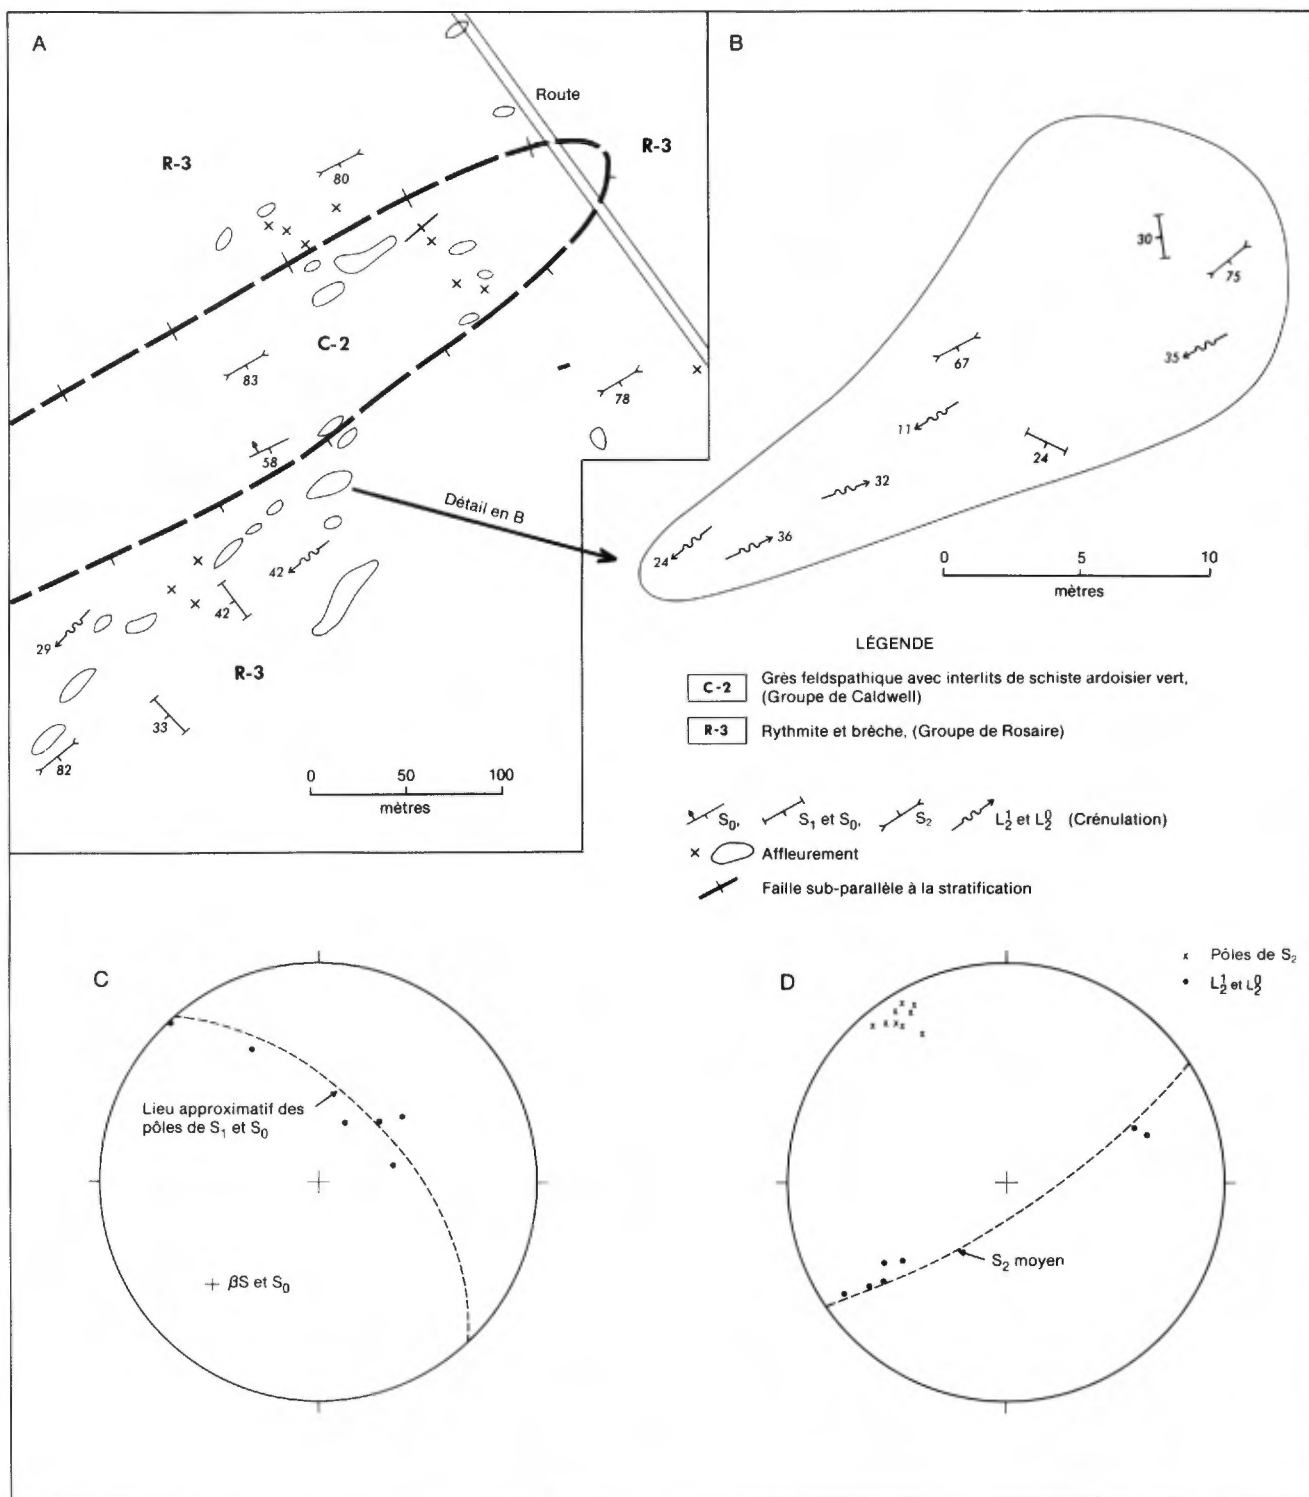 A
Route
R-3
R-3
80
C-2
83
58
78
42
42
29
R-3
33
82
0 50 100
mètres
Détail en B
B
30
75
67
35
11
24
32
36
24
0 5 10
mètres
LÉGENDE
C-2 Grès feldspathique avec interlits de schiste ardoisier vert,
(Groupe de Caldwell)
R-3 Rythmite et brèche, (Groupe de Rosaire)
S₀, S₁ et S₀, S₂ L₂¹ et L₂⁰ (Crénulation)
Affleurement
Faille sub-parallèle à la stratification
C
Lieu approximatif des
pôles de S₁ et S₀
βS et S₀
D
x Pôles de S₂
• L₂¹ et L₂⁰
S₂ moyen